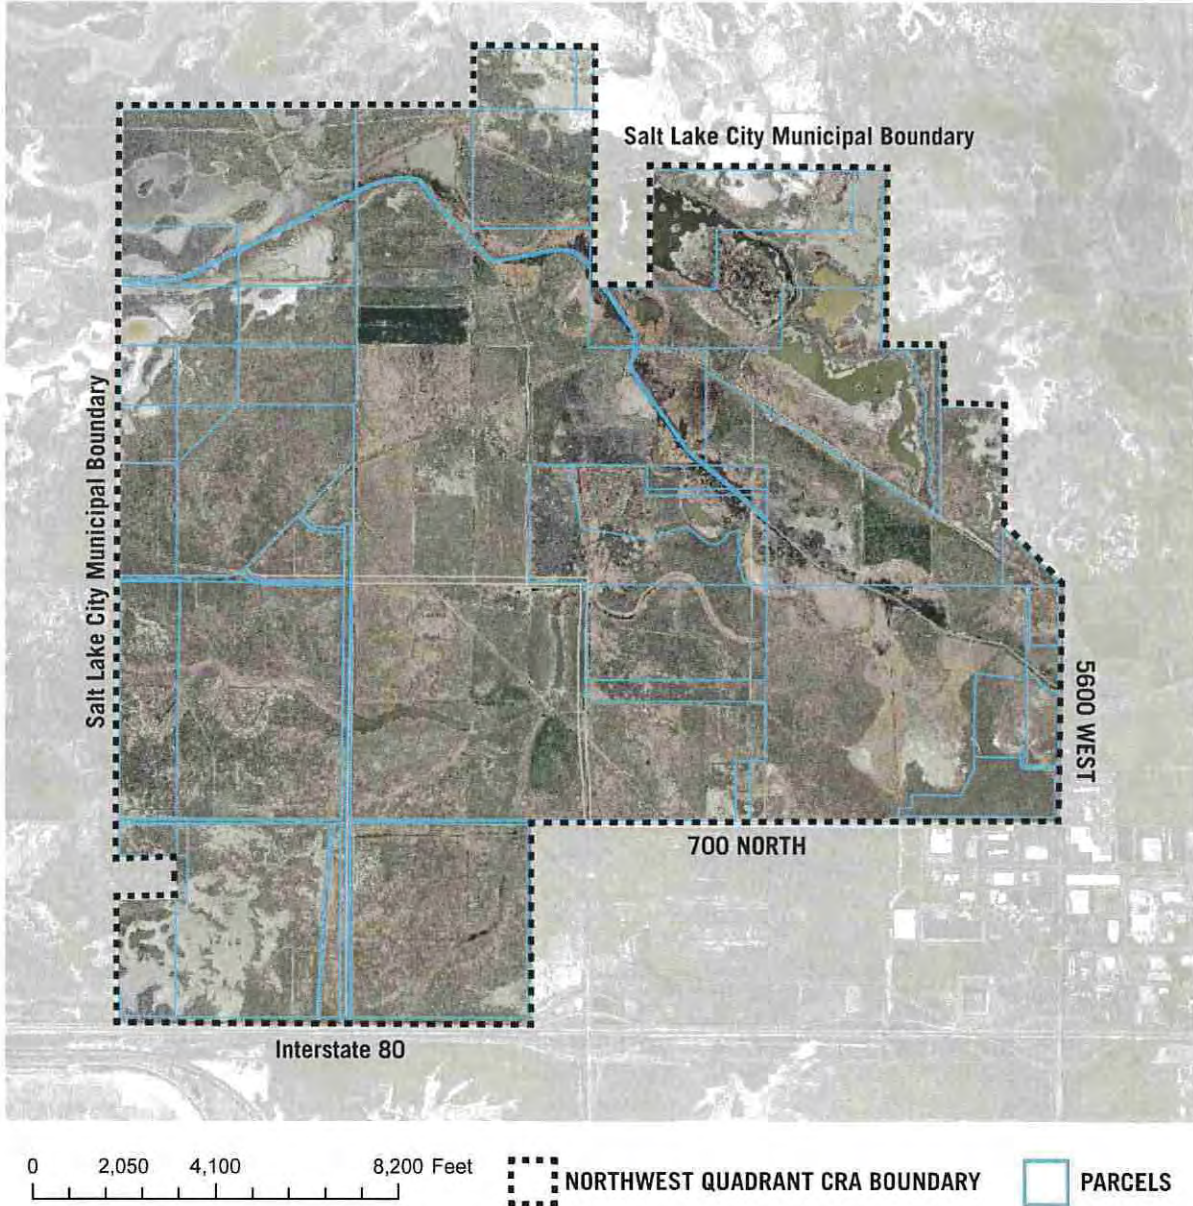 Salt Lake City Municipal Boundary
Salt Lake City Municipal Boundary
5600 WEST
700 NORTH
Interstate 80
0 2,050 4,100 8,200 Feet
NORTHWEST QUADRANT CRA BOUNDARY
PARCELS